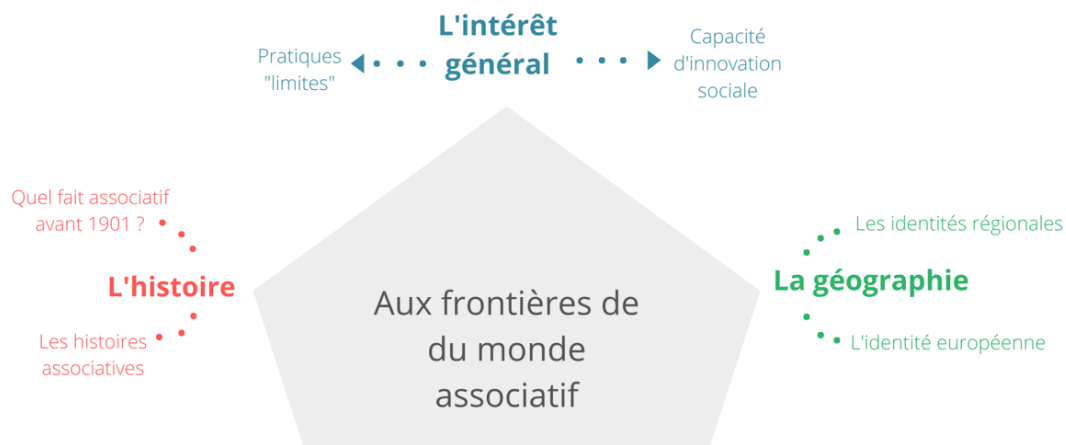 L'intérêt
général
Pratiques
"limites"
Capacité
d'innovation
sociale
Quel fait associatif
avant 1901 ?
L'histoire
Les histoires
associatives
Les identités régionales
La géographie
L'identité européenne
Aux frontières de
du monde
associatif